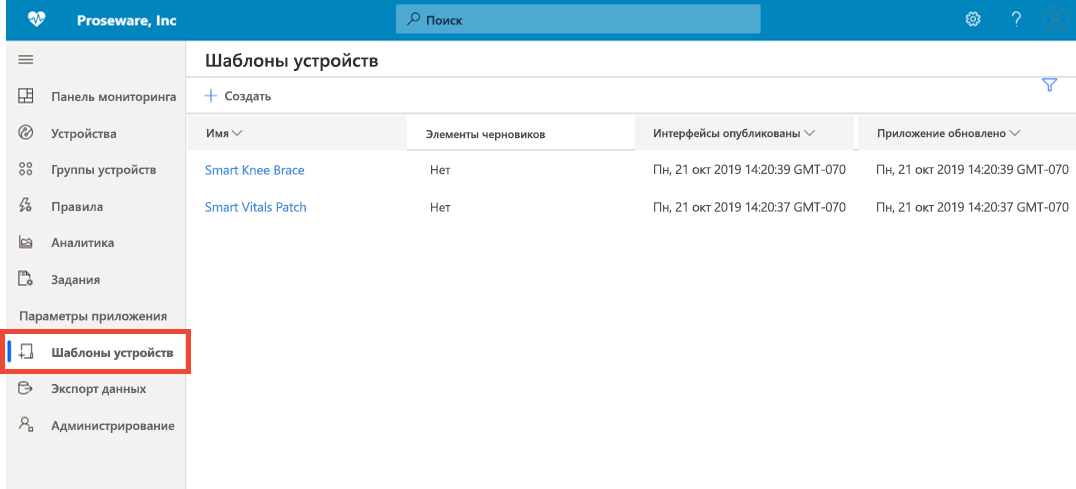 Proseware, Inc
Поиск
?
Шаблоны устройств
Создать
Панель мониторинга
Устройства
Группы устройств
Правила
Аналитика
Задания
Параметры приложения
Шаблоны устройств
Экспорт данных
Администрирование
Имя Элементы черновиков Интерфейсы опубликованы Приложение обновлено
Smart Knee Brace Нет Пн, 21 окт 2019 14:20:39 GMT-070 Пн, 21 окт 2019 14:20:39 GMT-070
Smart Vitals Patch Нет Пн, 21 окт 2019 14:20:37 GMT-070 Пн, 21 окт 2019 14:20:37 GMT-070